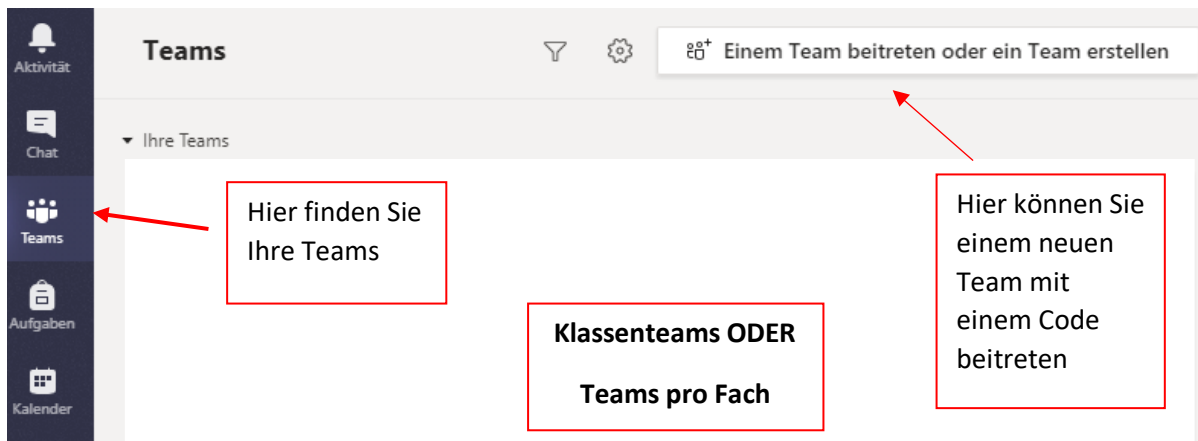 Aktivität
Chat
Teams
Aufgaben
Kalender
Teams
Einem Team beitreten oder ein Team erstellen
Ihre Teams
Hier finden Sie
Ihre Teams
Klassenteams ODER
Teams pro Fach
Hier können Sie
einem neuen
Team mit
einem Code
beitreten